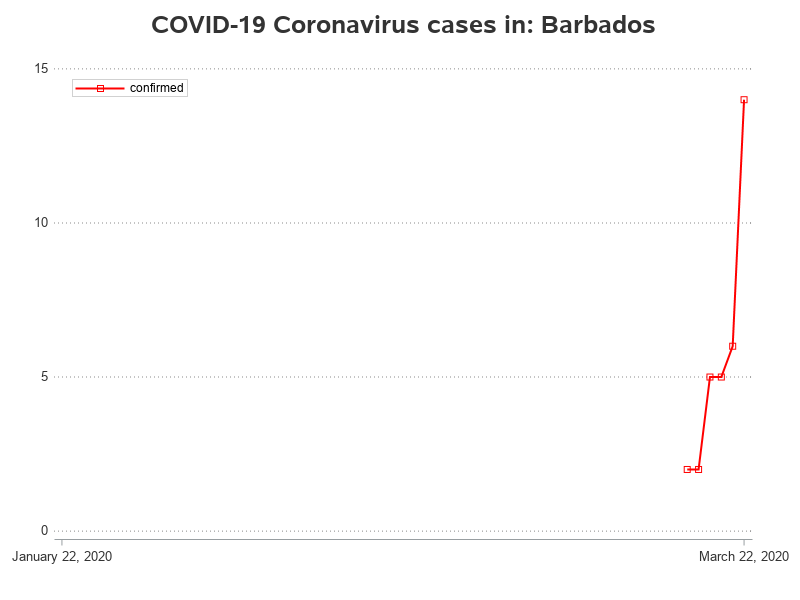 COVID-19 Coronavirus cases in: Barbados
15
confirmed
10
5
0
January 22, 2020
March 22, 2020